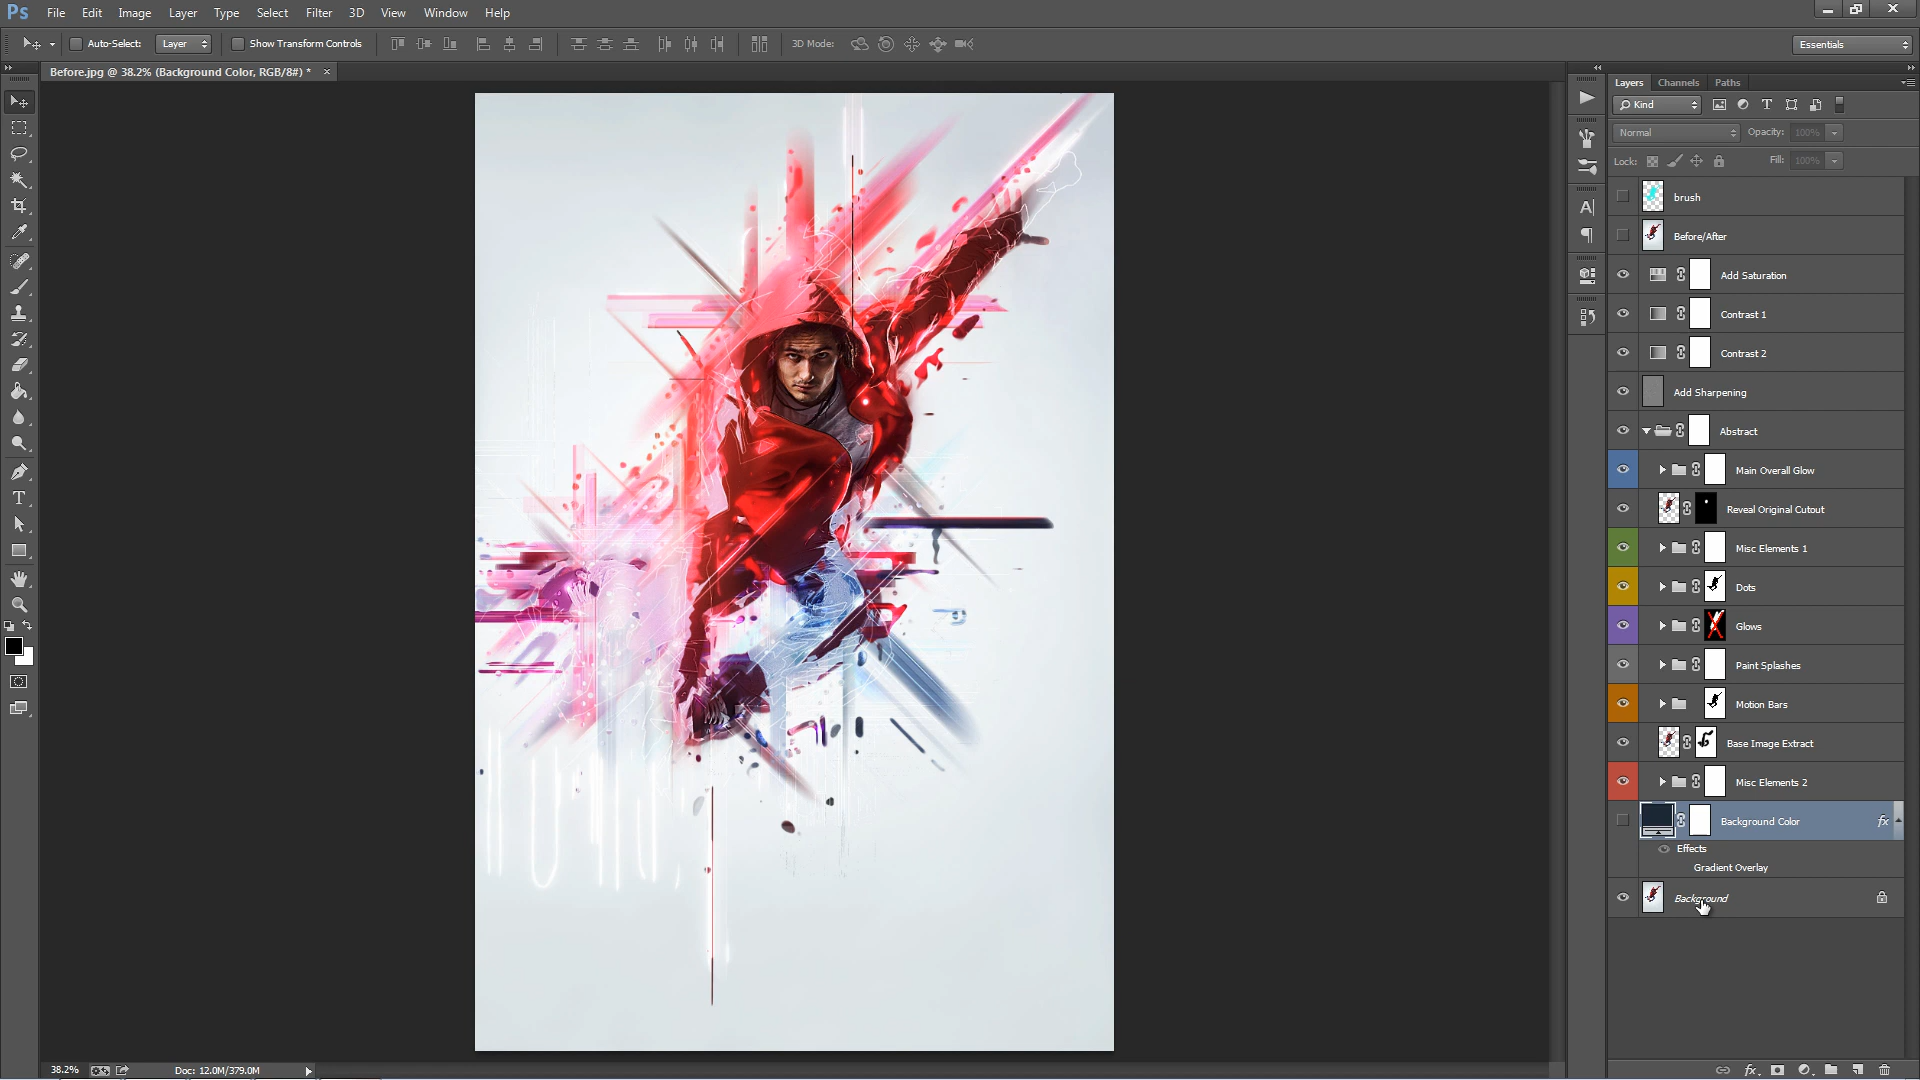 Ps File Edit Image Layer Type Select Filter 3D View Window Help
Auto-Select: Layer Show Transform Controls 3D Mode: Essentials
Before.jpg @ 38.2% (Background Color, RGB/8#) * ×
Layers Channels Paths
Kind
Normal Opacity: 100%
Lock: Fill: 100%
brush
Before/After
Add Saturation
Contrast 1
Contrast 2
Add Sharpening
Abstract
Main Overall Glow
Reveal Original Cutout
Misc Elements 1
Dots
Glows
Paint Splashes
Motion Bars
Base Image Extract
Misc Elements 2
Background Color fx
Effects
Gradient Overlay
Background
38.2% Doc: 12.0M/379.0M
fx